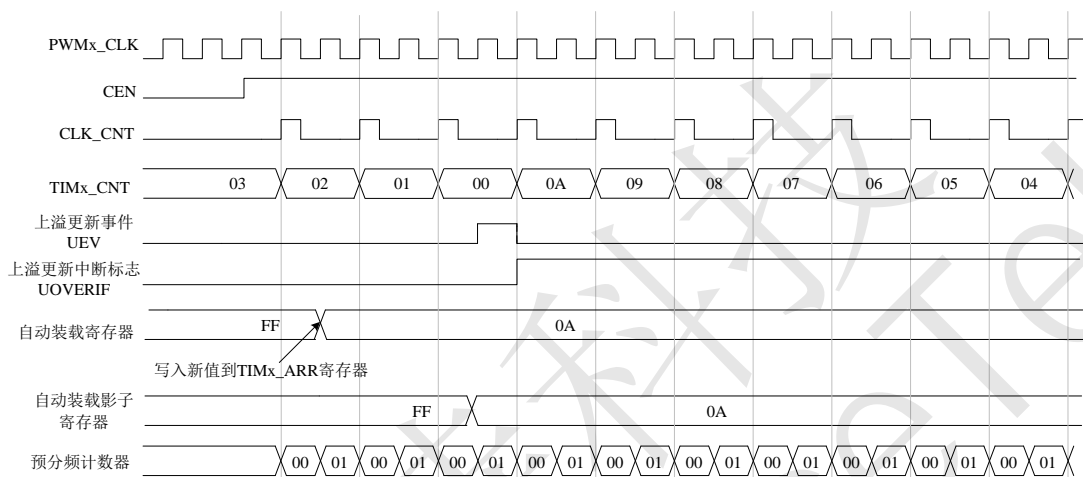 PWMx_CLK
CEN
CLK_CNT
TIMx_CNT 03 02 01 00 0A 09 08 07 06 05 04
上溢更新事件
UEV
上溢更新中断标志
UOVERIF
自动装载寄存器 FF 0A
写入新值到TIMx_ARR寄存器
自动装载影子
寄存器 FF 0A
预分频计数器 00 01 00 01 00 01 00 01 00 01 00 01 00 01 00 01 00 01 00 01
科技
eTe